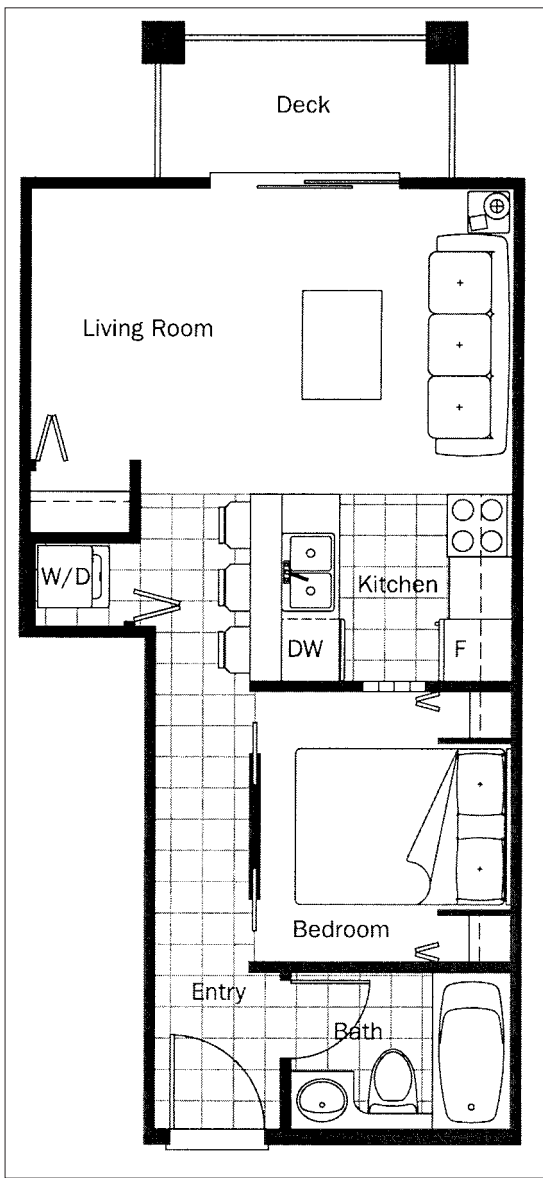 Deck
Living Room
W/D
Kitchen
DW
F
Bedroom
Entry
Bath